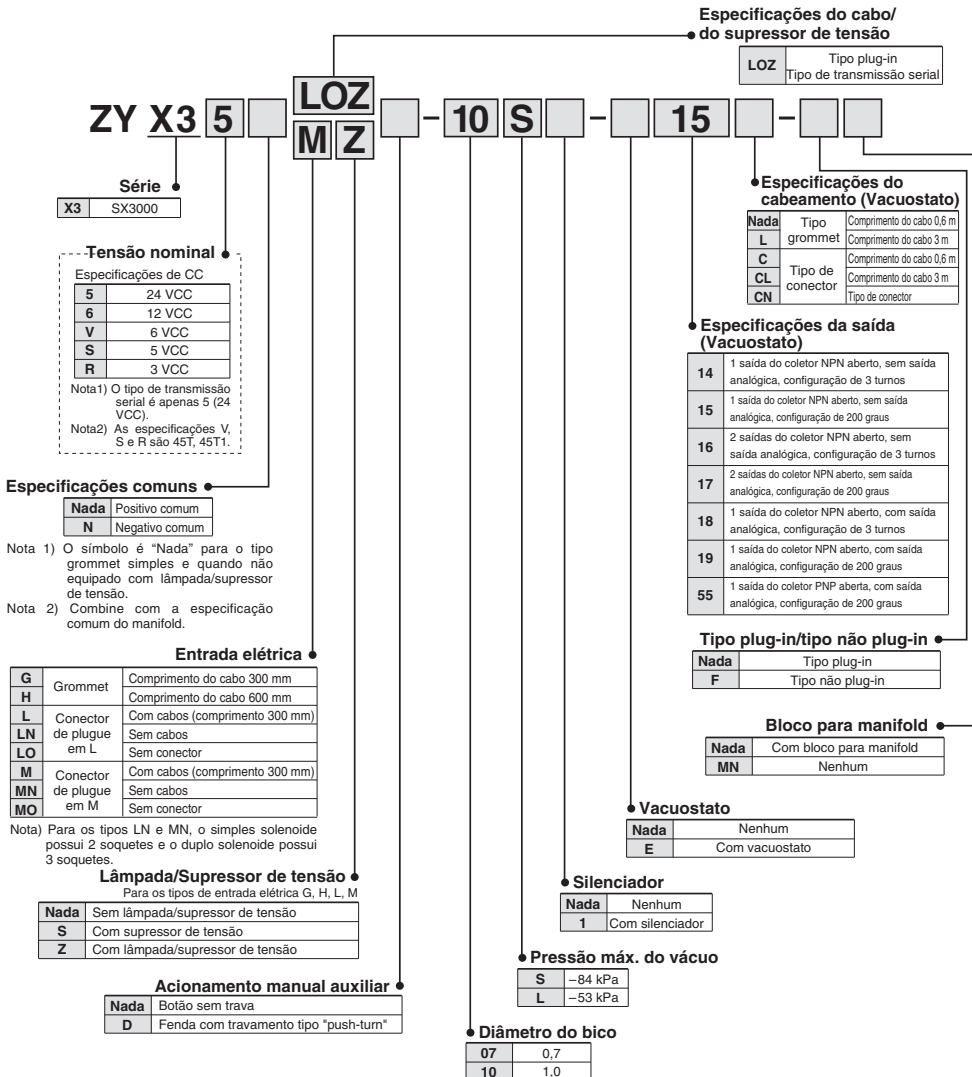 Especificações do cabo/
do supressor de tensão
LOZ Tipo plug-in
Tipo de transmissão serial
ZY X3 5 LOZ – 10 S – 15 –
M Z
Série
X3 SX3000
Tensão nominal
Especificações de CC
5 24 VCC
6 12 VCC
V 6 VCC
S 5 VCC
R 3 VCC
Nota1) O tipo de transmissão
serial é apenas 5 (24
VCC).
Nota2) As especificações V,
S e R são 45T, 45T1.
Especificações comuns
Nada Positivo comum
N Negativo comum
Nota 1) O símbolo é “Nada” para o tipo
grommet simples e quando não
equipado com lâmpada/supressor
de tensão.
Nota 2) Combine com a especificação
comum do manifold.
Entrada elétrica
G Grommet Comprimento do cabo 300 mm
H Comprimento do cabo 600 mm
L Conector Com cabos (comprimento 300 mm)
LN de plugue Sem cabos
LO em L Sem conector
M Conector Com cabos (comprimento 300 mm)
MN de plugue Sem cabos
MO em M Sem conector
Nota) Para os tipos LN e MN, o simples solenoide
possui 2 soquetes e o duplo solenoide possui
3 soquetes.
Lâmpada/Supressor de tensão
Para os tipos de entrada elétrica G, H, L, M
Nada Sem lâmpada/supressor de tensão
S Com supressor de tensão
Z Com lâmpada/supressor de tensão
Acionamento manual auxiliar
Nada Botão sem trava
D Fenda com travamento tipo "push-turn"
Diâmetro do bico
07 0,7
10 1,0
Pressão máx. do vácuo
S –84 kPa
L –53 kPa
Silenciador
Nada Nenhum
1 Com silenciador
Vacuostato
Nada Nenhum
E Com vacuostato
Especificações do
cabeamento (Vacuostato)
Nada Tipo Comprimento do cabo 0,6 m
L grommet Comprimento do cabo 3 m
C Tipo de Comprimento do cabo 0,6 m
CL conector Comprimento do cabo 3 m
CN Tipo de conector
Especificações da saída
(Vacuostato)
14 1 saída do coletor NPN aberto, sem saída
analógica, configuração de 3 turnos
15 1 saída do coletor NPN aberto, sem saída
analógica, configuração de 200 graus
16 2 saídas do coletor NPN aberto, sem
saída analógica, configuração de 3 turnos
17 2 saídas do coletor NPN aberto, sem saída
analógica, configuração de 200 graus
18 1 saída do coletor NPN aberto, com saída
analógica, configuração de 3 turnos
19 1 saída do coletor NPN aberto, com saída
analógica, configuração de 200 graus
55 1 saída do coletor PNP aberta, com saída
analógica, configuração de 200 graus
Tipo plug-in/tipo não plug-in
Nada Tipo plug-in
F Tipo não plug-in
Bloco para manifold
Nada Com bloco para manifold
MN Nenhum